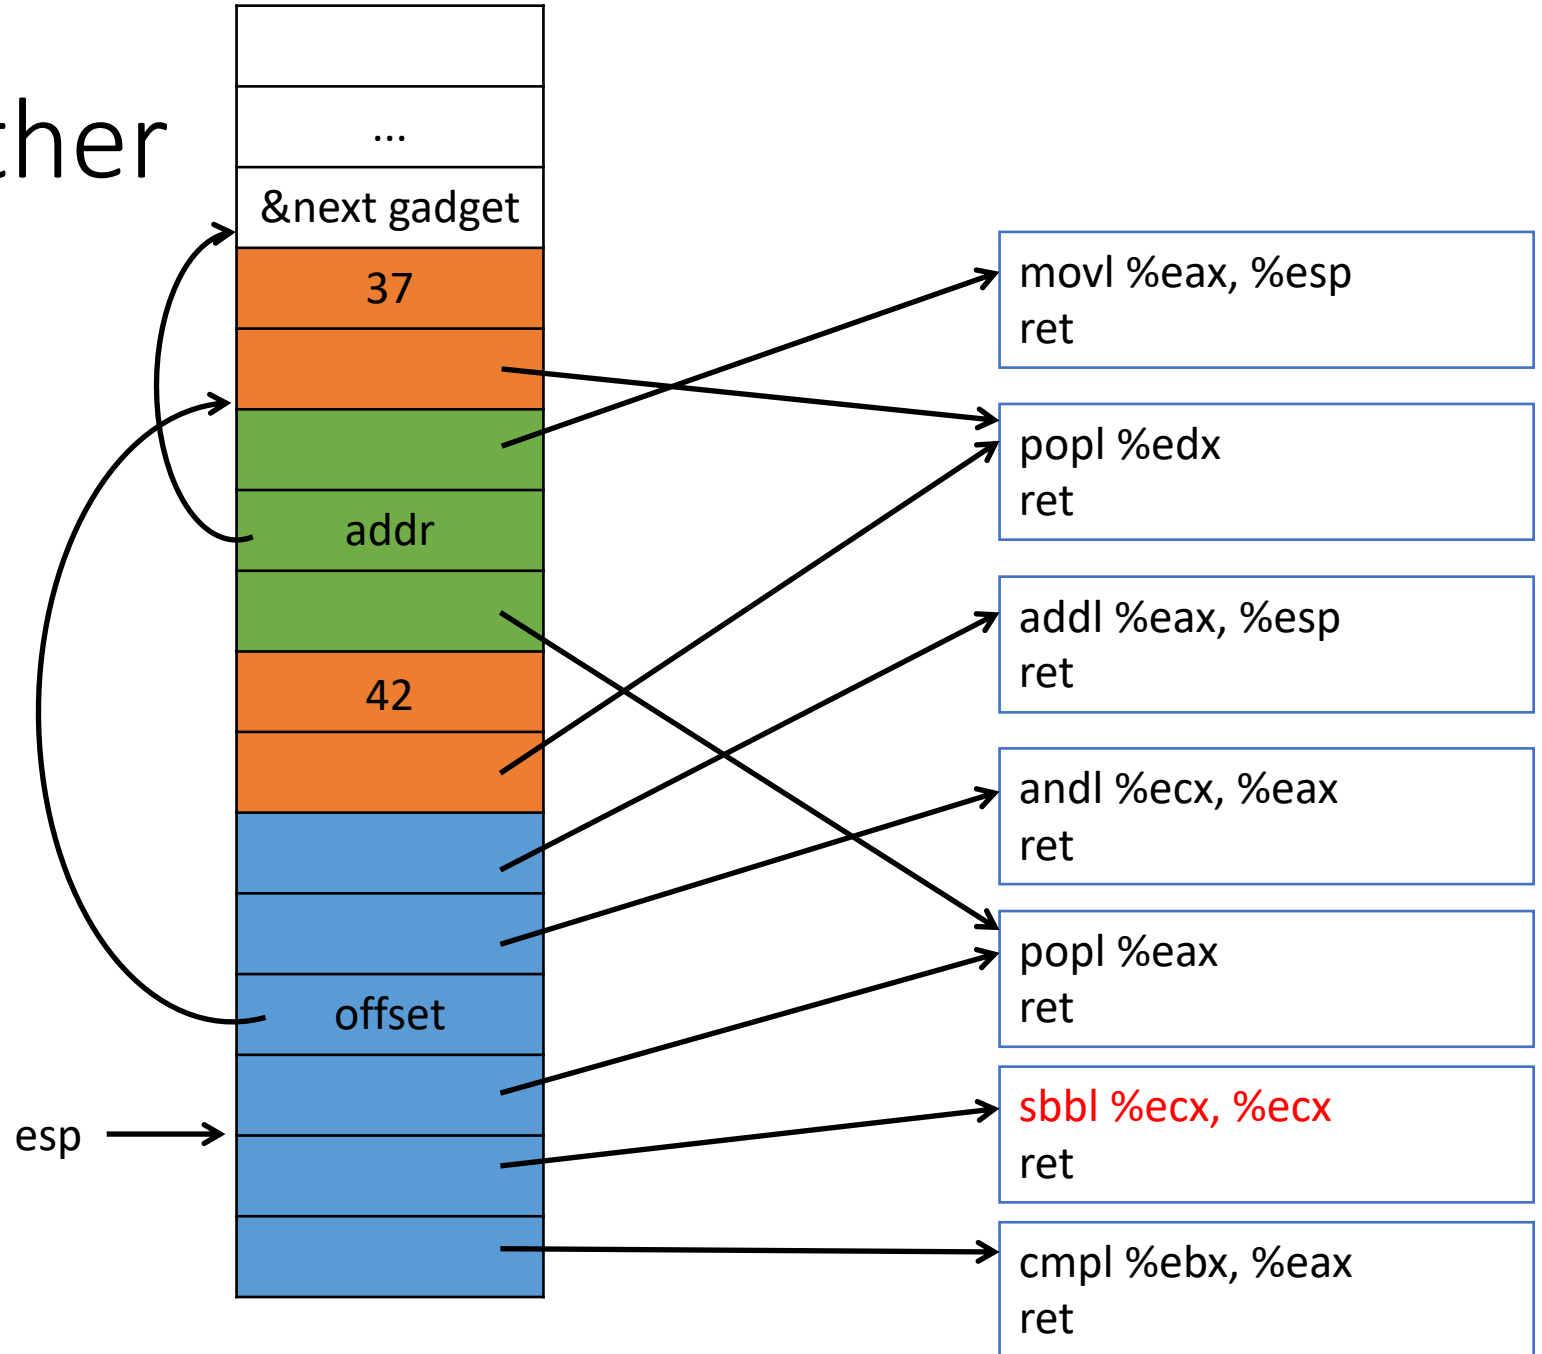 ther
...
&next gadget
37
addr
42
offset
esp
movl %eax, %esp
ret
popl %edx
ret
addl %eax, %esp
ret
andl %ecx, %eax
ret
popl %eax
ret
sbbl %ecx, %ecx
ret
cmpl %ebx, %eax
ret